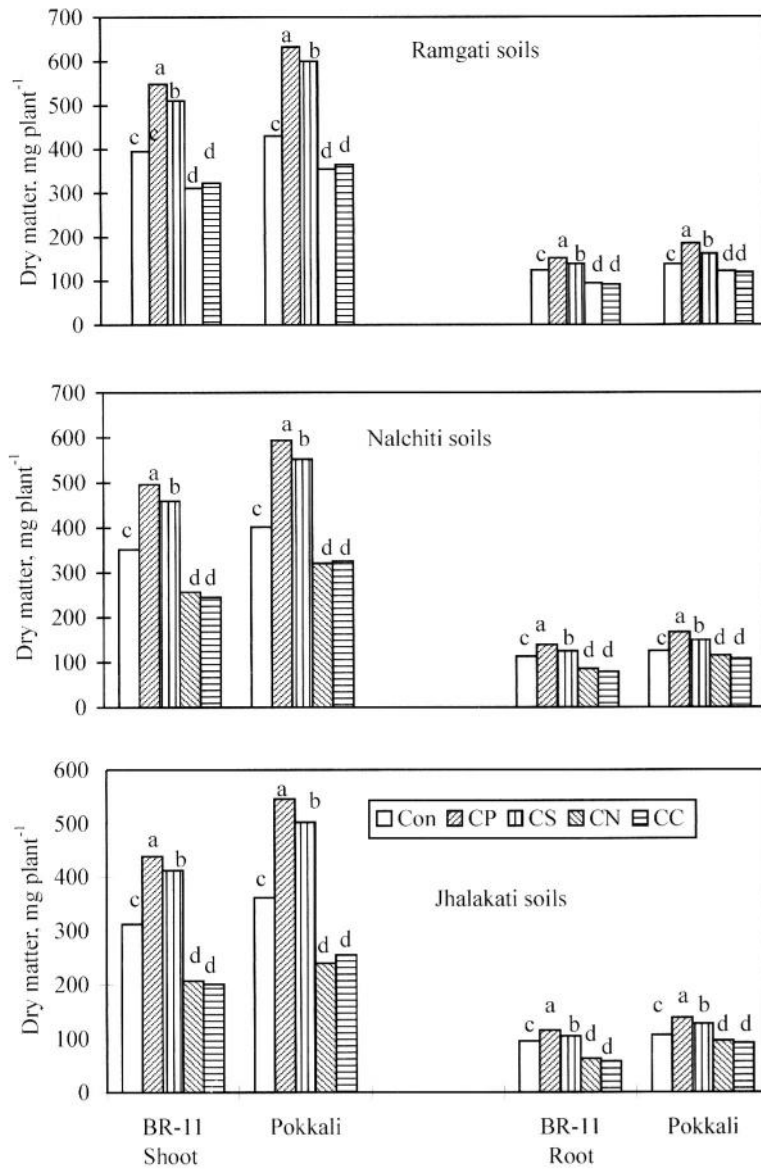 700
600
500
400
300
200
100
0
Dry matter, mg plant⁻¹
Ramgati soils
c c a b d d
c a b d d
c a b d d
c a b d d
700
600
500
400
300
200
100
0
Dry matter, mg plant⁻¹
Nalchiti soils
c a b d d
c a b d d
c a b d d
c a b d d
600
500
400
300
200
100
0
Dry matter, mg plant⁻¹
Con CP CS CN CC
Jhalakati soils
c a b d d
c a b d d
c a b d d
c a b d d
BR-11 Pokkali BR-11 Pokkali
Shoot Root